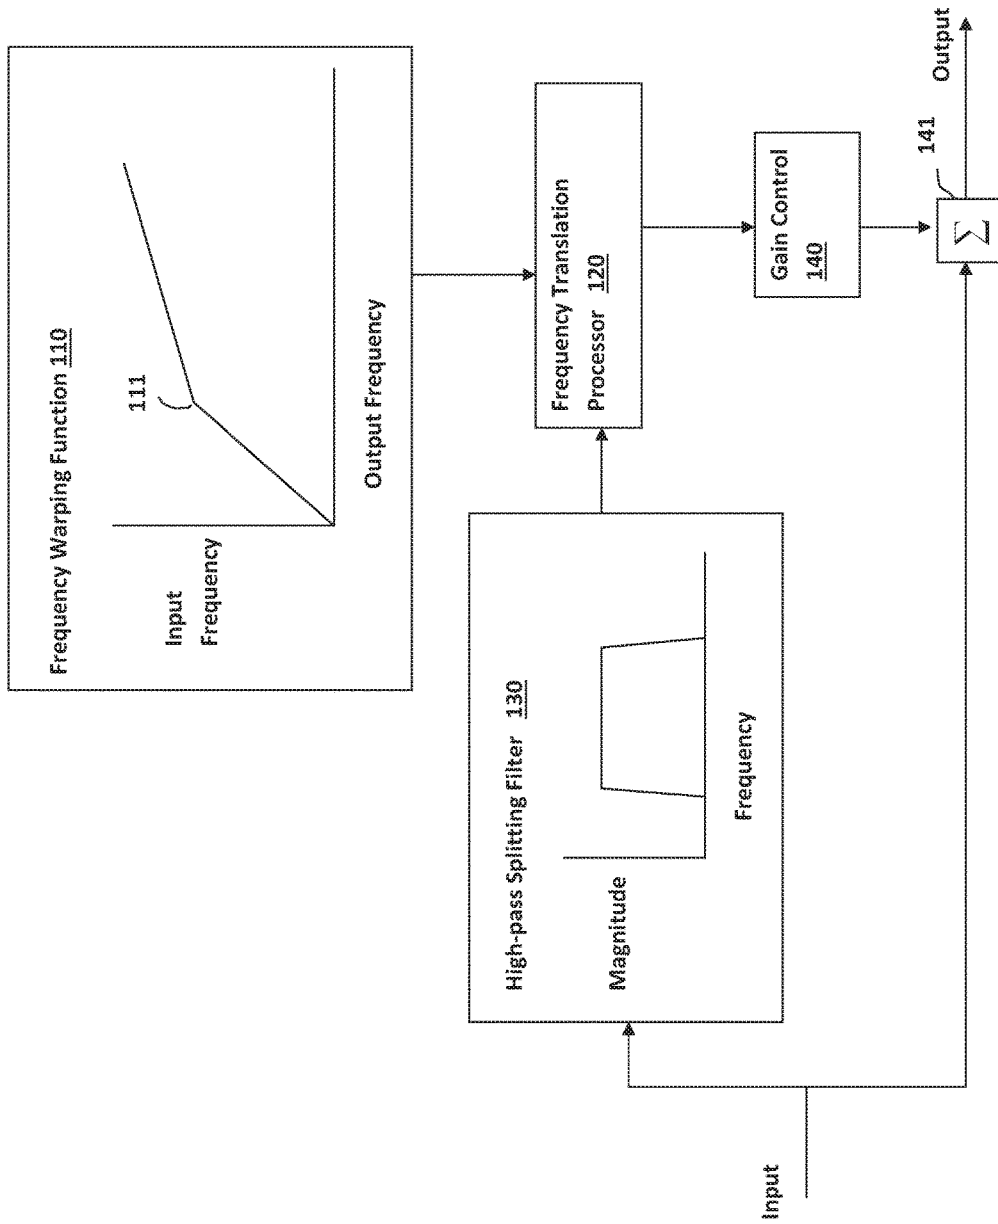 Frequency Warping Function 110
111
Input
Frequency
Output Frequency
High-pass Splitting Filter 130
Magnitude
Frequency
Frequency Translation
Processor 120
Gain Control
140
Input
Σ
141
Output